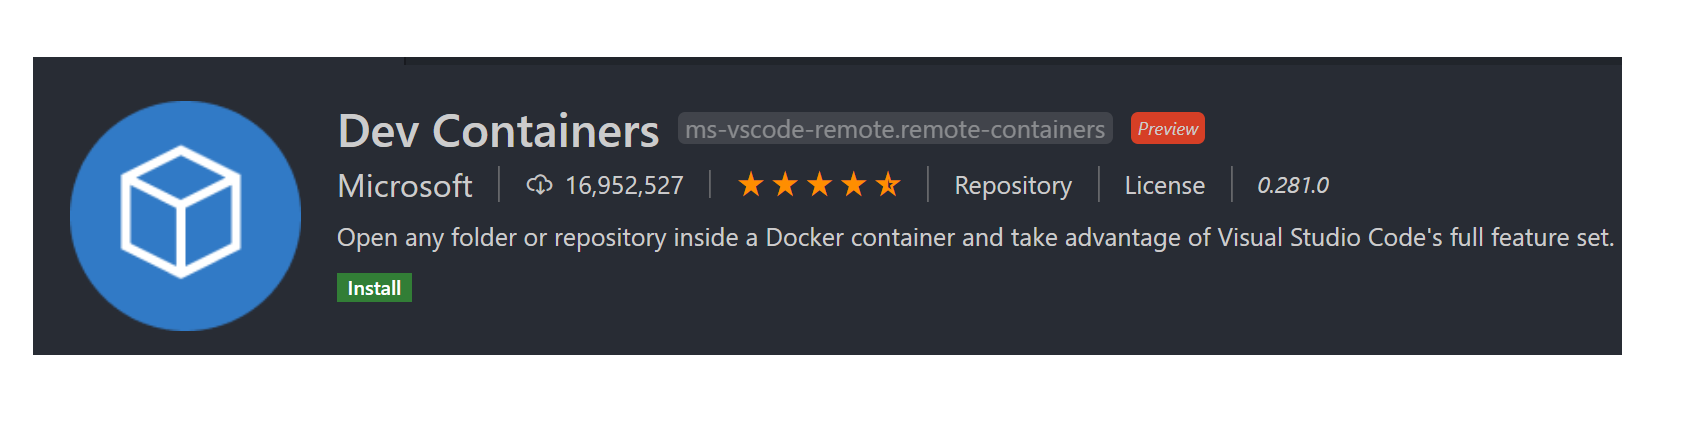 Dev Containers ms-vscode-remote.remote-containers Preview
Microsoft 16,952,527 Repository License 0.281.0
Open any folder or repository inside a Docker container and take advantage of Visual Studio Code's full feature set.
Install